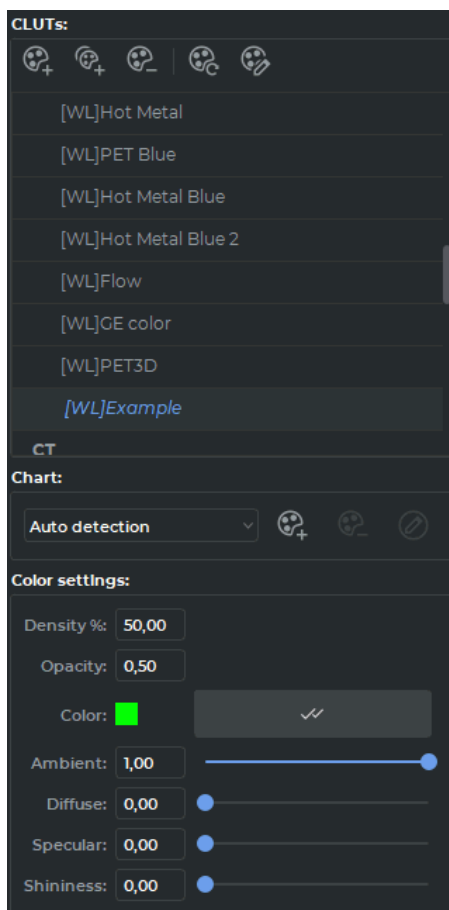 CLUTs:
[WL]Hot Metal
[WL]PET Blue
[WL]Hot Metal Blue
[WL]Hot Metal Blue 2
[WL]Flow
[WL]GE color
[WL]PET3D
[WL]Example
CT
Chart:
Auto detection
Color settings:
Density %: 50,00
Opacity: 0,50
Color:
Ambient: 1,00
Diffuse: 0,00
Specular: 0,00
Shininess: 0,00